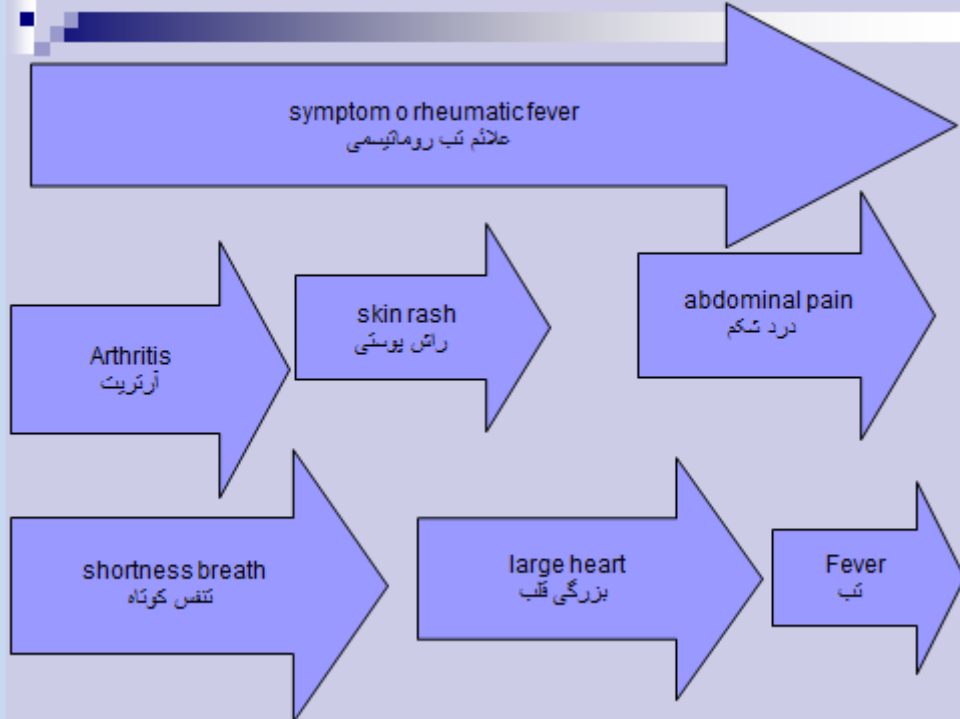 symptom o rheumatic fever
علائم تب روماتیسمی
Arthritis
آرتریت
skin rash
راش پوستی
abdominal pain
درد شکم
shortness breath
تنفس کوتاه
large heart
بزرگی قلب
Fever
تب